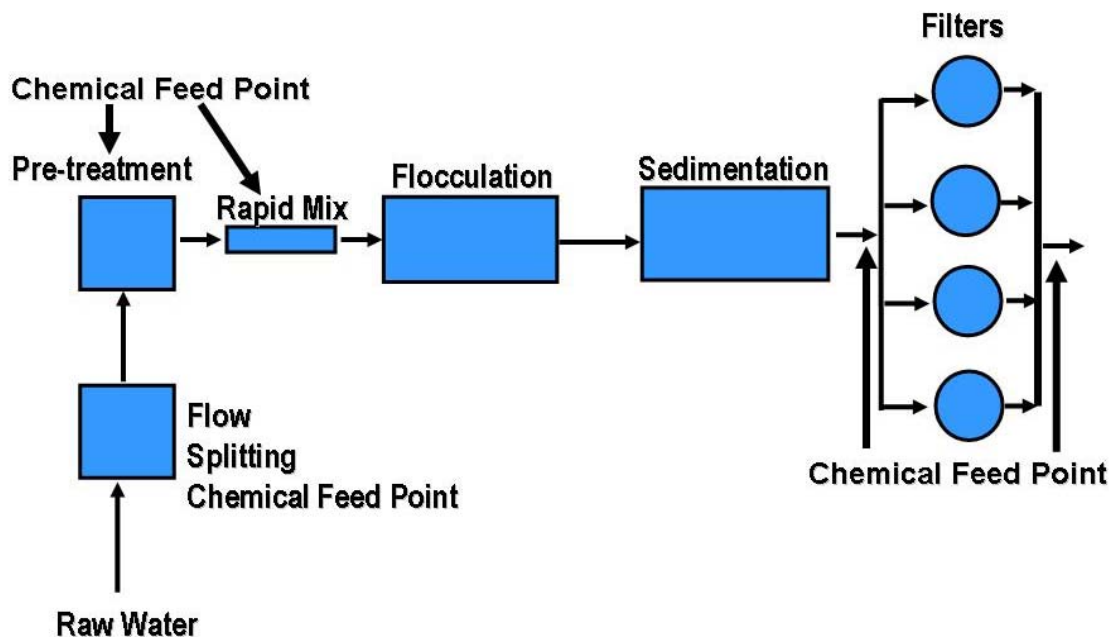 Filters
Chemical Feed Point
Pre-treatment
Rapid Mix
Flocculation
Sedimentation
Flow
Splitting
Chemical Feed Point
Chemical Feed Point
Raw Water